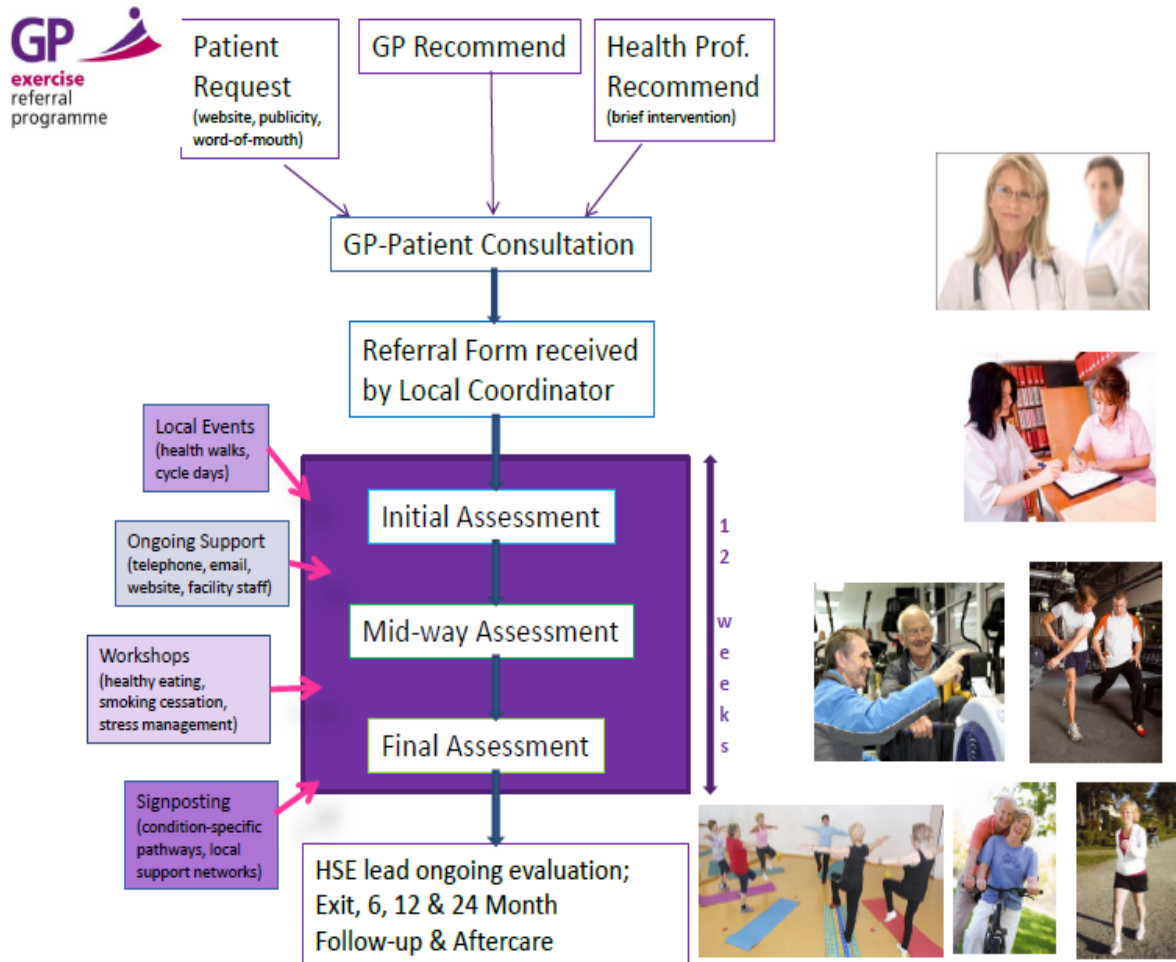 GP
exercise
referral
programme
Patient
Request
(website, publicity,
word-of-mouth)
GP Recommend
Health Prof.
Recommend
(brief intervention)
GP-Patient Consultation
Referral Form received
by Local Coordinator
Local Events
(health walks,
cycle days)
Ongoing Support
(telephone, email,
website, facility staff)
Workshops
(healthy eating,
smoking cessation,
stress management)
Signposting
(condition-specific
pathways, local
support networks)
Initial Assessment
Mid-way Assessment
Final Assessment
12 weeks
HSE lead ongoing evaluation;
Exit, 6, 12 & 24 Month
Follow-up & Aftercare